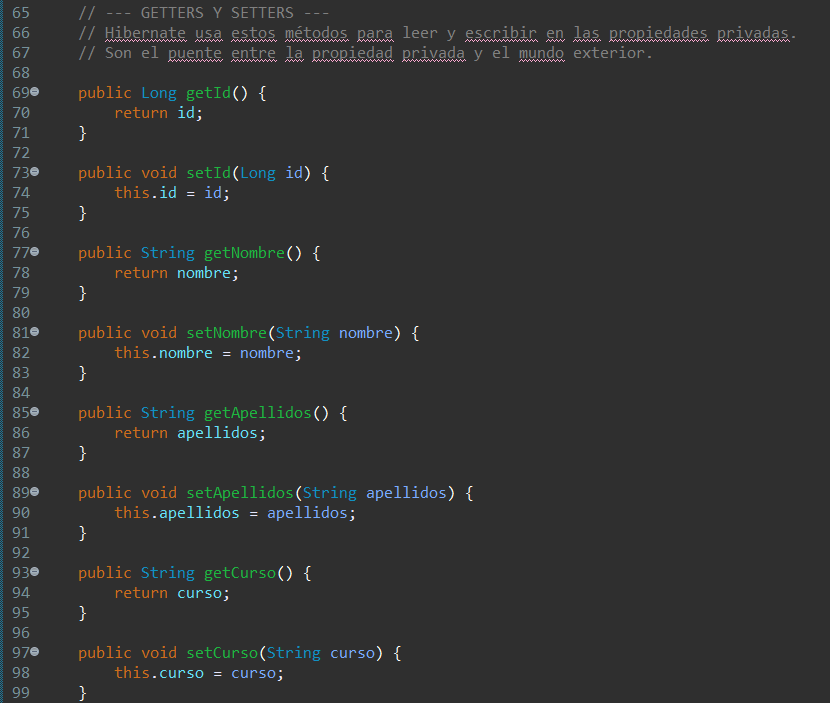 65 // --- GETTERS Y SETTERS ---
66 // Hibernate usa estos métodos para leer y escribir en las propiedades privadas.
67 // Son el puente entre la propiedad privada y el mundo exterior.
68
69 public Long getId() {
70 return id;
71 }
72
73 public void setId(Long id) {
74 this.id = id;
75 }
76
77 public String getNombre() {
78 return nombre;
79 }
80
81 public void setNombre(String nombre) {
82 this.nombre = nombre;
83 }
84
85 public String getApellidos() {
86 return apellidos;
87 }
88
89 public void setApellidos(String apellidos) {
90 this.apellidos = apellidos;
91 }
92
93 public String getCurso() {
94 return curso;
95 }
96
97 public void setCurso(String curso) {
98 this.curso = curso;
99 }